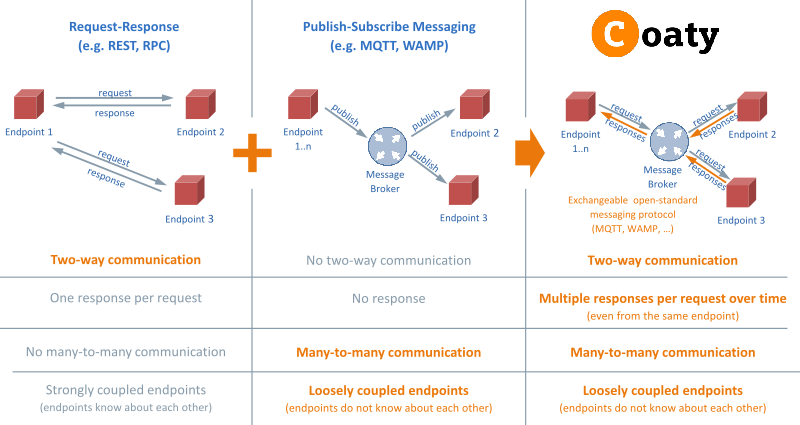 Request-Response
(e.g. REST, RPC)
request
response
Endpoint 1
Endpoint 2
request
response
Endpoint 3
Publish-Subscribe Messaging
(e.g. MQTT, WAMP)
publish
publish
Endpoint
1..n
Endpoint 2
Message
Broker
publish
Endpoint 3
Coaty
request
responses
request
responses
Endpoint
1..n
Endpoint 2
Message
Broker
request
responses
Endpoint 3
Exchangeable open-standard
messaging protocol
(MQTT, WAMP, ...)
Two-way communication
No two-way communication
Two-way communication
One response per request
No response
Multiple responses per request over time
(even from the same endpoint)
No many-to-many communication
Many-to-many communication
Many-to-many communication
Strongly coupled endpoints
(endpoints know about each other)
Loosely coupled endpoints
(endpoints do not know about each other)
Loosely coupled endpoints
(endpoints do not know about each other)